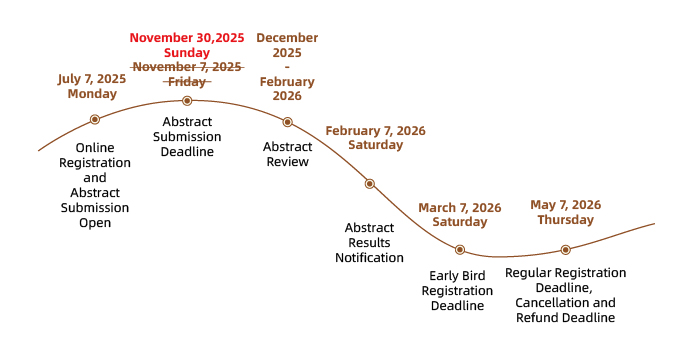 July 7, 2025
Monday
Online
Registration
and
Abstract
Submission
Open
November 30,2025
Sunday
November 7, 2025
Friday
Abstract
Submission
Deadline
December
2025
-
February
2026
Abstract
Review
February 7, 2026
Saturday
Abstract
Results
Notification
March 7, 2026
Saturday
Early Bird
Registration
Deadline
May 7, 2026
Thursday
Regular Registration
Deadline,
Cancellation and
Refund Deadline